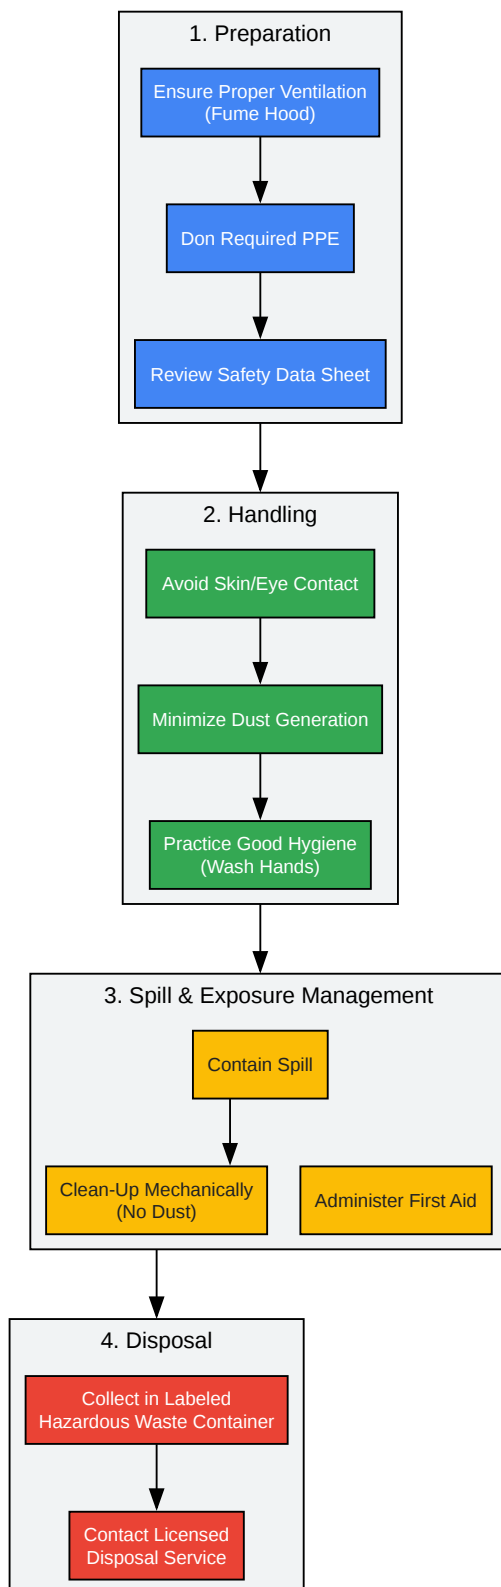 1. Preparation
Ensure Proper Ventilation
(Fume Hood)
Don Required PPE
Review Safety Data Sheet
2. Handling
Avoid Skin/Eye Contact
Minimize Dust Generation
Practice Good Hygiene
(Wash Hands)
3. Spill & Exposure Management
Contain Spill
Clean-Up Mechanically
(No Dust)
Administer First Aid
4. Disposal
Collect in Labeled
Hazardous Waste Container
Contact Licensed
Disposal Service